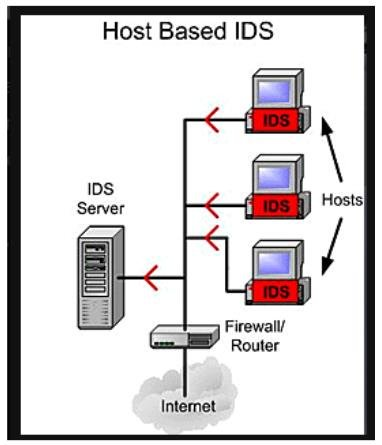 Host Based IDS
IDS
IDS
Server
IDS
Hosts
IDS
Firewall/
Router
Internet